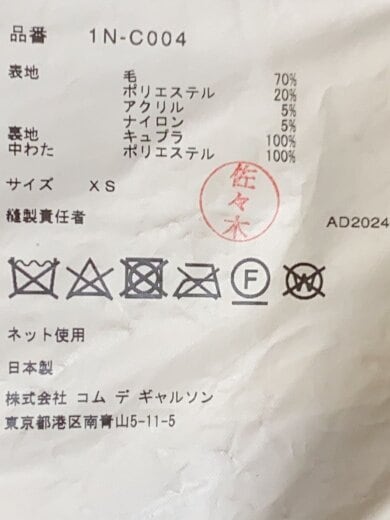 品番 1N-C004
表地 毛 70%
ポリエステル 20%
アクリル 5%
ナイロン 5%
裏地 キュプラ 100%
中わた ポリエステル 100%
サイズ XS
縫製責任者 佐々木
AD2024
F W
ネット使用
日本製
株式会社 コム デ ギャルソン
東京都港区南青山5-11-5